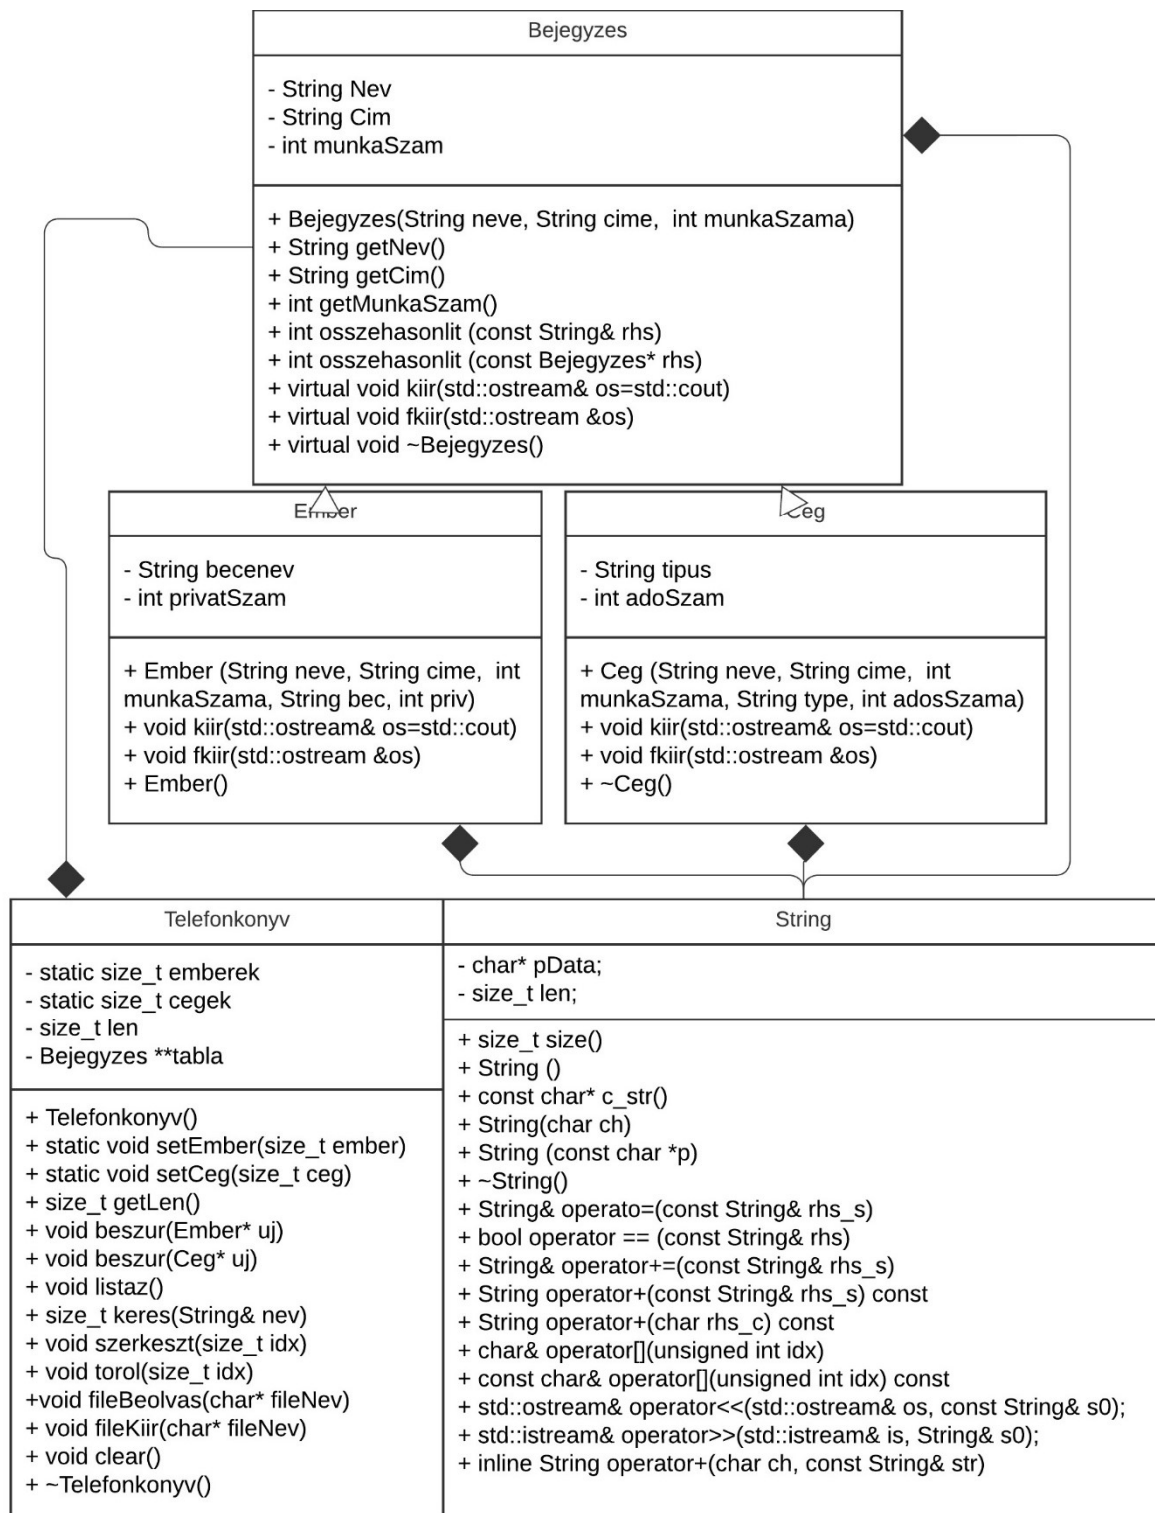 Bejegyzes
- String Nev
- String Cim
- int munkaSzam
+ Bejegyzes(String neve, String cime,  int munkaSzama)
+ String getNev()
+ String getCim()
+ int getMunkaSzam()
+ int osszehasonlit (const String& rhs)
+ int osszehasonlit (const Bejegyzes* rhs)
+ virtual void kiir(std::ostream& os=std::cout)
+ virtual void fkiir(std::ostream &os)
+ virtual void ~Bejegyzes()
Ember
- String becenev
- int privatSzam
+ Ember (String neve, String cime,  int
munkaSzama, String bec, int priv)
+ void kiir(std::ostream& os=std::cout)
+ void fkiir(std::ostream &os)
+ Ember()
Ceg
- String tipus
- int adoSzam
+ Ceg (String neve, String cime,  int
munkaSzama, String type, int adosSzama)
+ void kiir(std::ostream& os=std::cout)
+ void fkiir(std::ostream &os)
+ ~Ceg()
Telefonkonyv
- static size_t emberek
- static size_t cegek
- size_t len
- Bejegyzes **tabla
+ Telefonkonyv()
+ static void setEmber(size_t ember)
+ static void setCeg(size_t ceg)
+ size_t getLen()
+ void beszur(Ember* uj)
+ void beszur(Ceg* uj)
+ void listaz()
+ size_t keres(String& nev)
+ void szerkeszt(size_t idx)
+ void torol(size_t idx)
+void fileBeolvas(char* fileNev)
+ void fileKiir(char* fileNev)
+ void clear()
+ ~Telefonkonyv()
String
- char* pData;
- size_t len;
+ size_t size()
+ String ()
+ const char* c_str()
+ String(char ch)
+ String (const char *p)
+ ~String()
+ String& operato=(const String& rhs_s)
+ bool operator == (const String& rhs)
+ String& operator+=(const String& rhs_s)
+ String operator+(const String& rhs_s) const
+ String operator+(char rhs_c) const
+ char& operator[](unsigned int idx)
+ const char& operator[](unsigned int idx) const
+ std::ostream& operator<<(std::ostream& os, const String& s0);
+ std::istream& operator>>(std::istream& is, String& s0);
+ inline String operator+(char ch, const String& str)